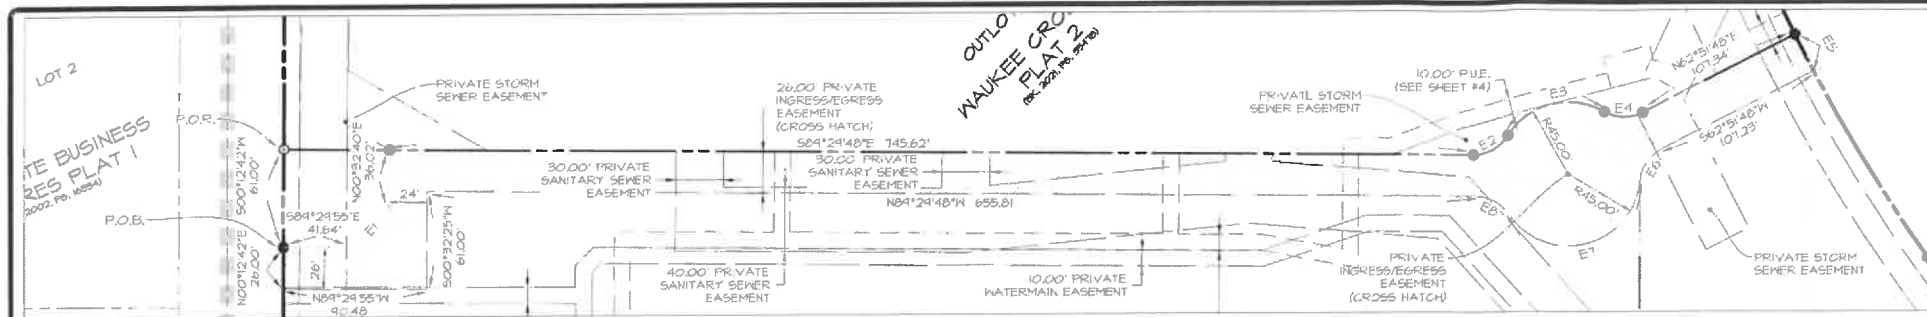 LOT 2
TE BUSINESS
RES PLAT 1
P.O.R.
P.O.B.
S00°12'42"W
61.00'
N00°12'42"E
26.00'
PRIVATE STORM
SEWER EASEMENT
N00°32'40"E
36.02'
24'
S89°29'55"E
41.64'
E1
26'
S00°32'25"W
61.00'
N89°29'55"W
90.48
30.00' PRIVATE
SANITARY SEWER
EASEMENT
26.00' PRIVATE
INGRESS/EGRESS
EASEMENT
(CROSS HATCH)
S89°29'48"E 745.62'
30.00 PRIVATE
SANITARY SEWER
EASEMENT
N89°29'48"W 655.81
40.00' PRIVATE
SANITARY SEWER
EASEMENT
10.00' PRIVATE
WATERMAIN EASEMENT
OUTLO
WAUKEE CRO
PLAT 2
PRIVATE STORM
SEWER EASEMENT
10.00' P.U.E.
(SEE SHEET #4)
E2
E3
E4
E5
N62°51'48"E
107.34'
S62°51'48"W
107.23'
R45.00'
R45.00'
E6
E7
E8
PRIVATE
INGRESS/EGRESS
EASEMENT
(CROSS HATCH)
PRIVATE STORM
SEWER EASEMENT